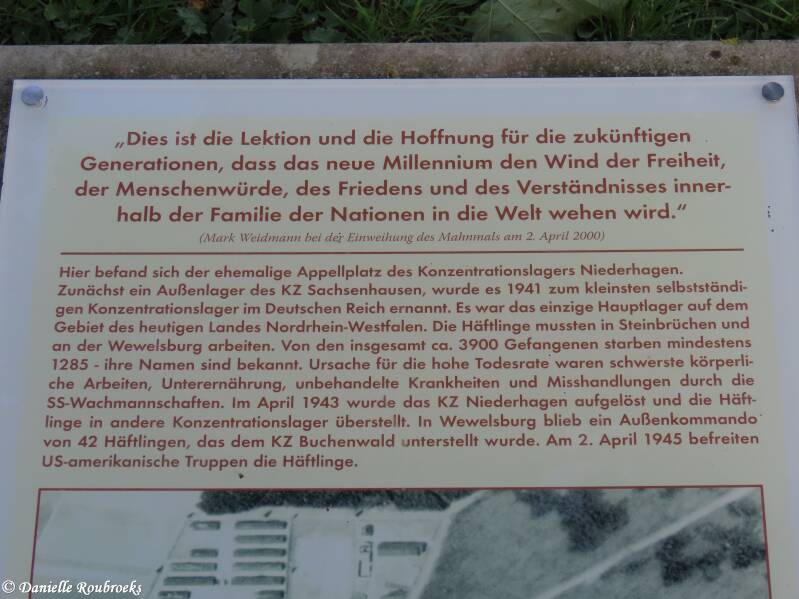 „Dies ist die Lektion und die Hoffnung für die zukünftigen
Generationen, dass das neue Millennium den Wind der Freiheit,
der Menschenwürde, des Friedens und des Verständnisses inner-
halb der Familie der Nationen in die Welt wehen wird.“
(Mark Weidmann bei der Einweihung des Mahnmals am 2. April 2000)
Hier befand sich der ehemalige Appellplatz des Konzentrationslagers Niederhagen.
Zunächst ein Außenlager des KZ Sachsenhausen, wurde es 1941 zum kleinsten selbstständi-
gen Konzentrationslager im Deutschen Reich ernannt. Es war das einzige Hauptlager auf dem
Gebiet des heutigen Landes Nordrhein-Westfalen. Die Häftlinge mussten in Steinbrüchen und
an der Wewelsburg arbeiten. Von den insgesamt ca. 3900 Gefangenen starben mindestens
1285 - ihre Namen sind bekannt. Ursache für die hohe Todesrate waren schwerste körperli-
che Arbeiten, Unterernährung, unbehandelte Krankheiten und Misshandlungen durch die
SS-Wachmannschaften. Im April 1943 wurde das KZ Niederhagen aufgelöst und die Häft-
linge in andere Konzentrationslager überstellt. In Wewelsburg blieb ein Außenkommando
von 42 Häftlingen, das dem KZ Buchenwald unterstellt wurde. Am 2. April 1945 befreiten
US-amerikanische Truppen die Häftlinge.
© Danielle Roubroeks